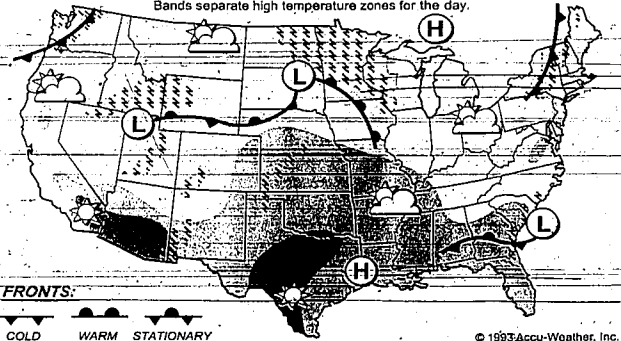 Bands separate high temperature zones for the day.
H
L
L
L
H
FRONTS:
COLD WARM STATIONARY
© 1993 Accu-Weather, Inc.